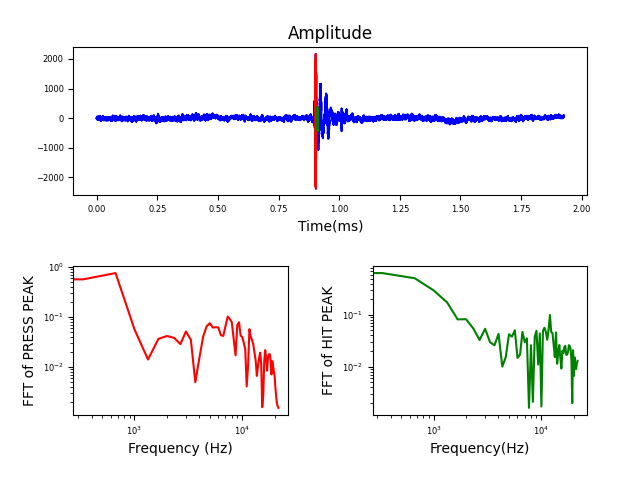 Amplitude
2000
1000
0
−1000
−2000
0.00 0.25 0.50 0.75 1.00 1.25 1.50 1.75 2.00
Time(ms)
FFT of PRESS PEAK
10⁰
10⁻¹
10⁻²
10³ 10⁴
Frequency (Hz)
FFT of HIT PEAK
10⁻¹
10⁻²
10³ 10⁴
Frequency(Hz)